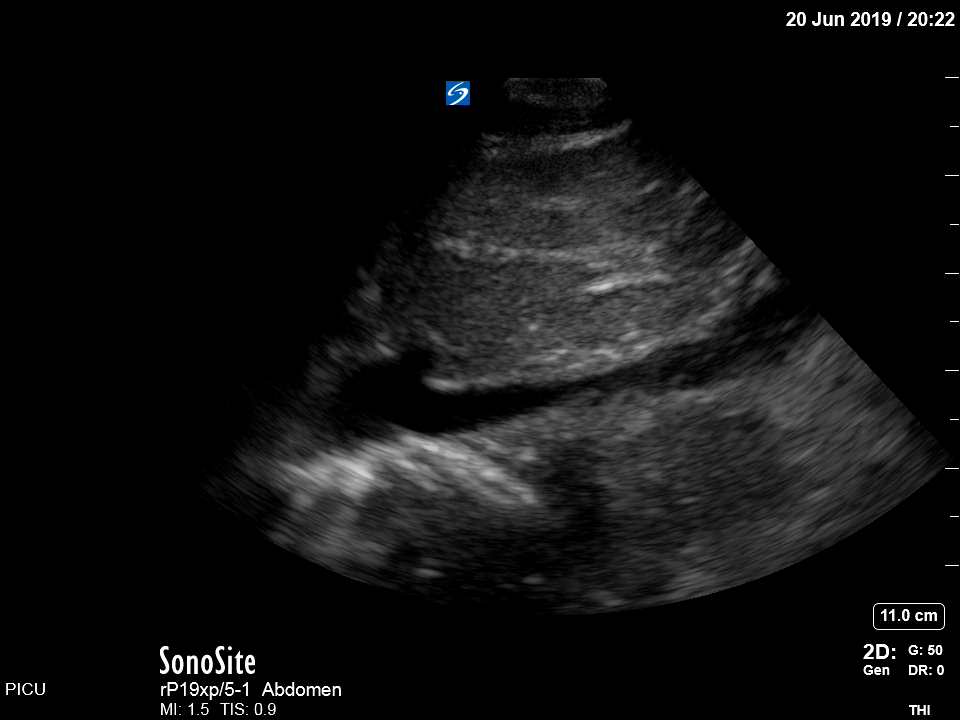 20 Jun 2019 / 20:22
11.0 cm
2D: G: 50
Gen DR: 0
SonoSite
PICU rP19xp/5-1 Abdomen
MI: 1.5 TIS: 0.9
THI